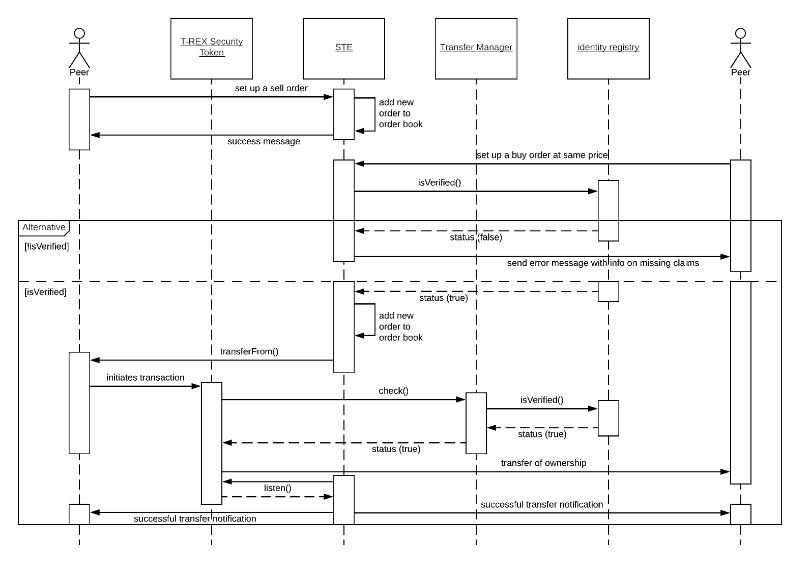 T-REX Security
Token
STE
Transfer Manager
identity registry
Peer
Peer
set up a sell order
add new
order to
order book
success message
set up a buy order at same price
isVerified()
Alternative
[!isVerified]
status (false)
send error message with info on missing claims
[isVerified]
status (true)
add new
order to
order book
transferFrom()
initiates transaction
check()
isVerified()
status (true)
status (true)
transfer of ownership
listen()
successful transfer notification
successful transfer notification